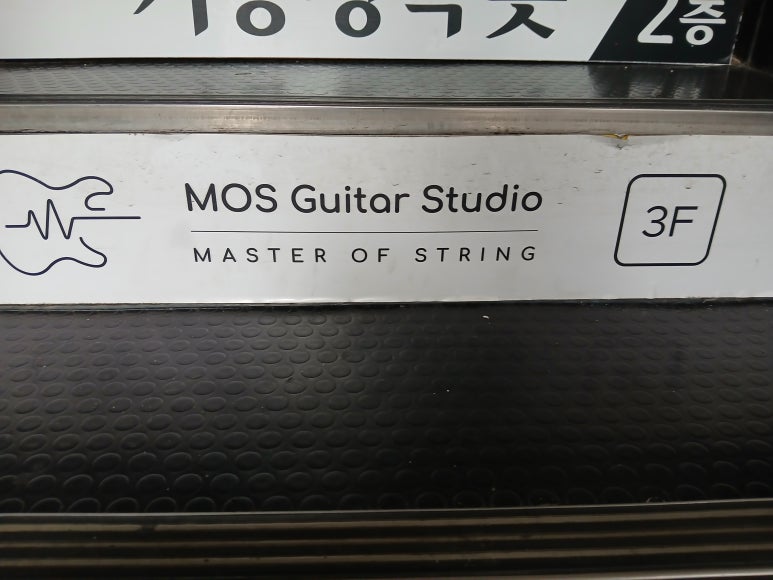 2층
MOS Guitar Studio
MASTER OF STRING
3F